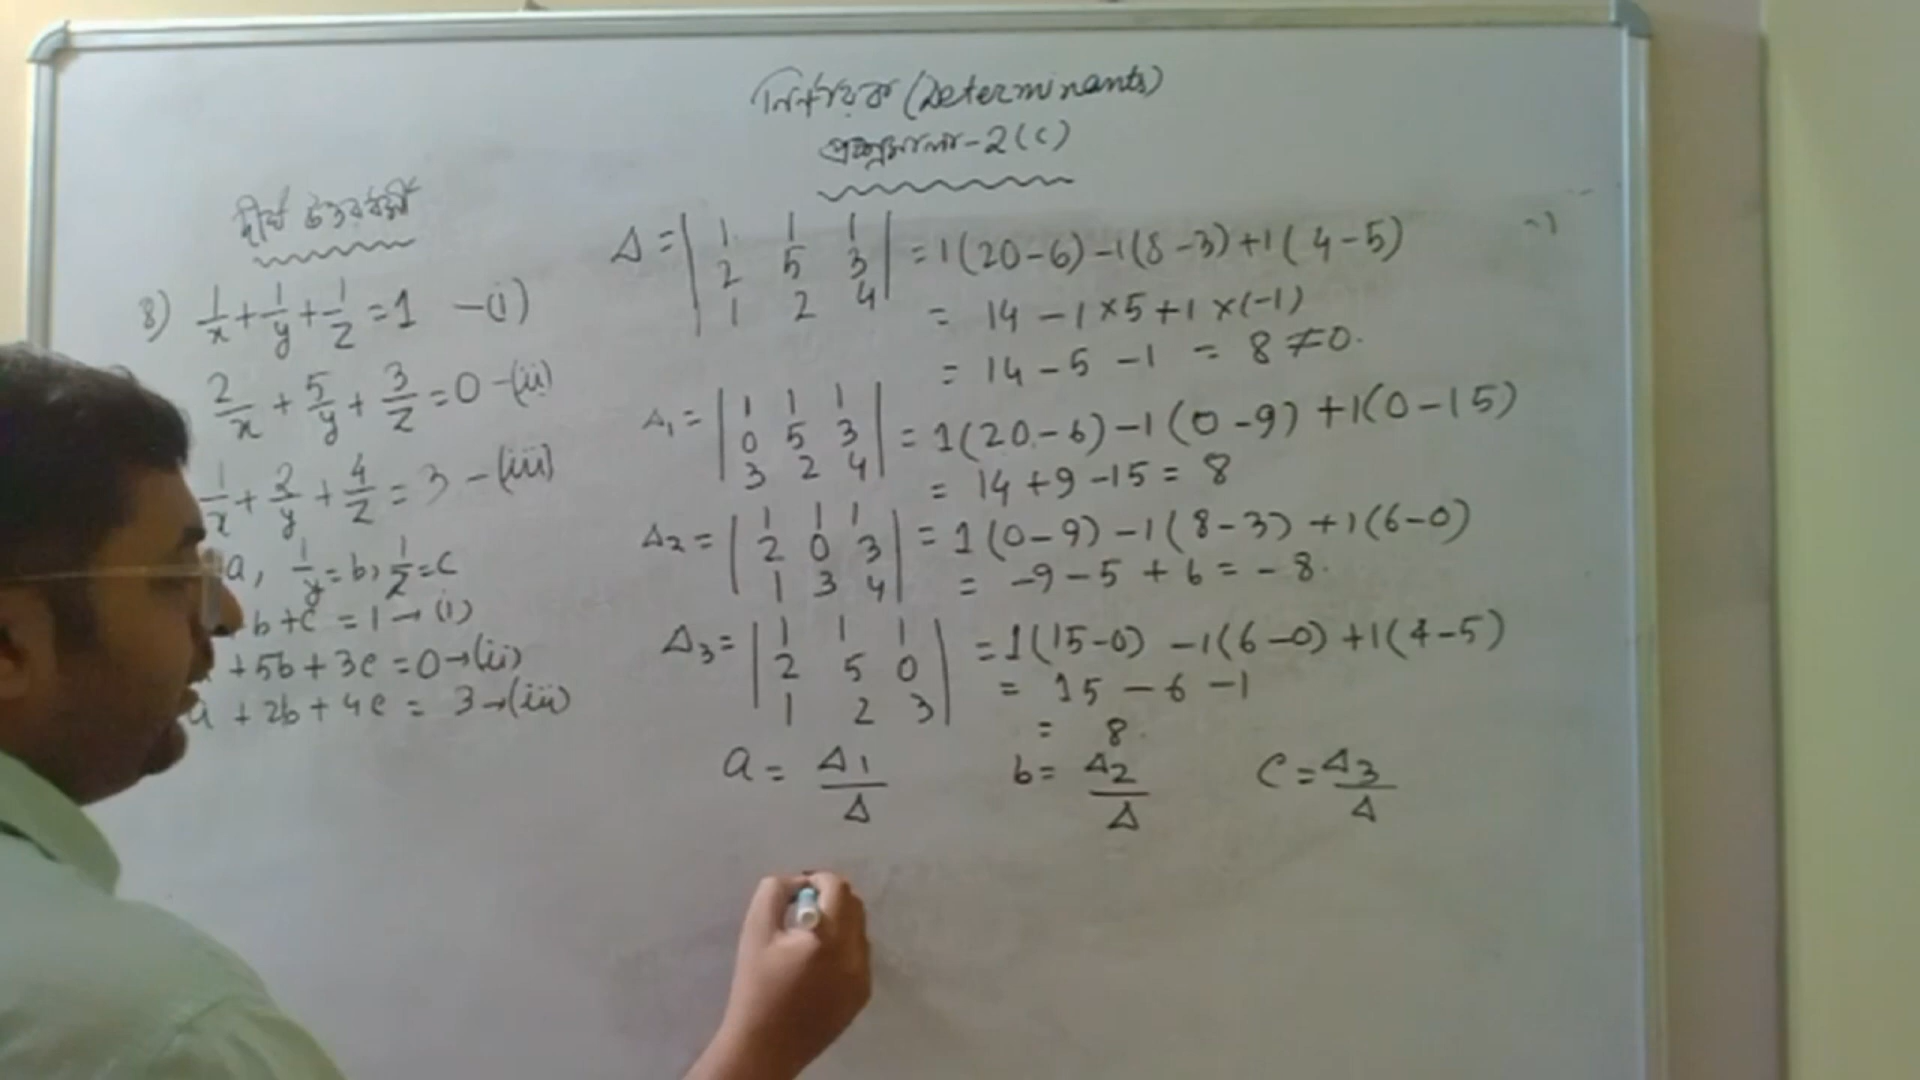 নির্ণায়ক (Determinants)
প্রশ্নমালা-2(c)
দীর্ঘ উত্তরধর্মী
8) 1/x + 1/y + 1/z = 1 -(i)
2/x + 5/y + 3/z = 0 -(ii)
1/x + 2/y + 4/z = 3 -(iii)
a, 1/y = b, 1/z = c
+ b + c = 1 → (i)
+ 5b + 3c = 0 → (ii)
a + 2b + 4c = 3 → (iii)
Δ = | 1 1 1 | = 1(20-6) -1(8-3) +1(4-5)
| 2 5 3 |
| 1 2 4 | = 14 - 1×5 + 1×(-1)
= 14 - 5 - 1 = 8 ≠ 0.
Δ1 = | 1 1 1 |
| 0 5 3 | = 1(20-6) -1(0-9) +1(0-15)
| 3 2 4 | = 14 + 9 - 15 = 8
Δ2 = | 1 1 1 |
| 2 0 3 | = 1(0-9) -1(8-3) +1(6-0)
| 1 3 4 | = -9 - 5 + 6 = -8.
Δ3 = | 1 1 1 |
| 2 5 0 | = 1(15-0) -1(6-0) +1(4-5)
| 1 2 3 | = 15 - 6 - 1
= 8.
a = Δ1/Δ b = Δ2/Δ c = Δ3/Δ